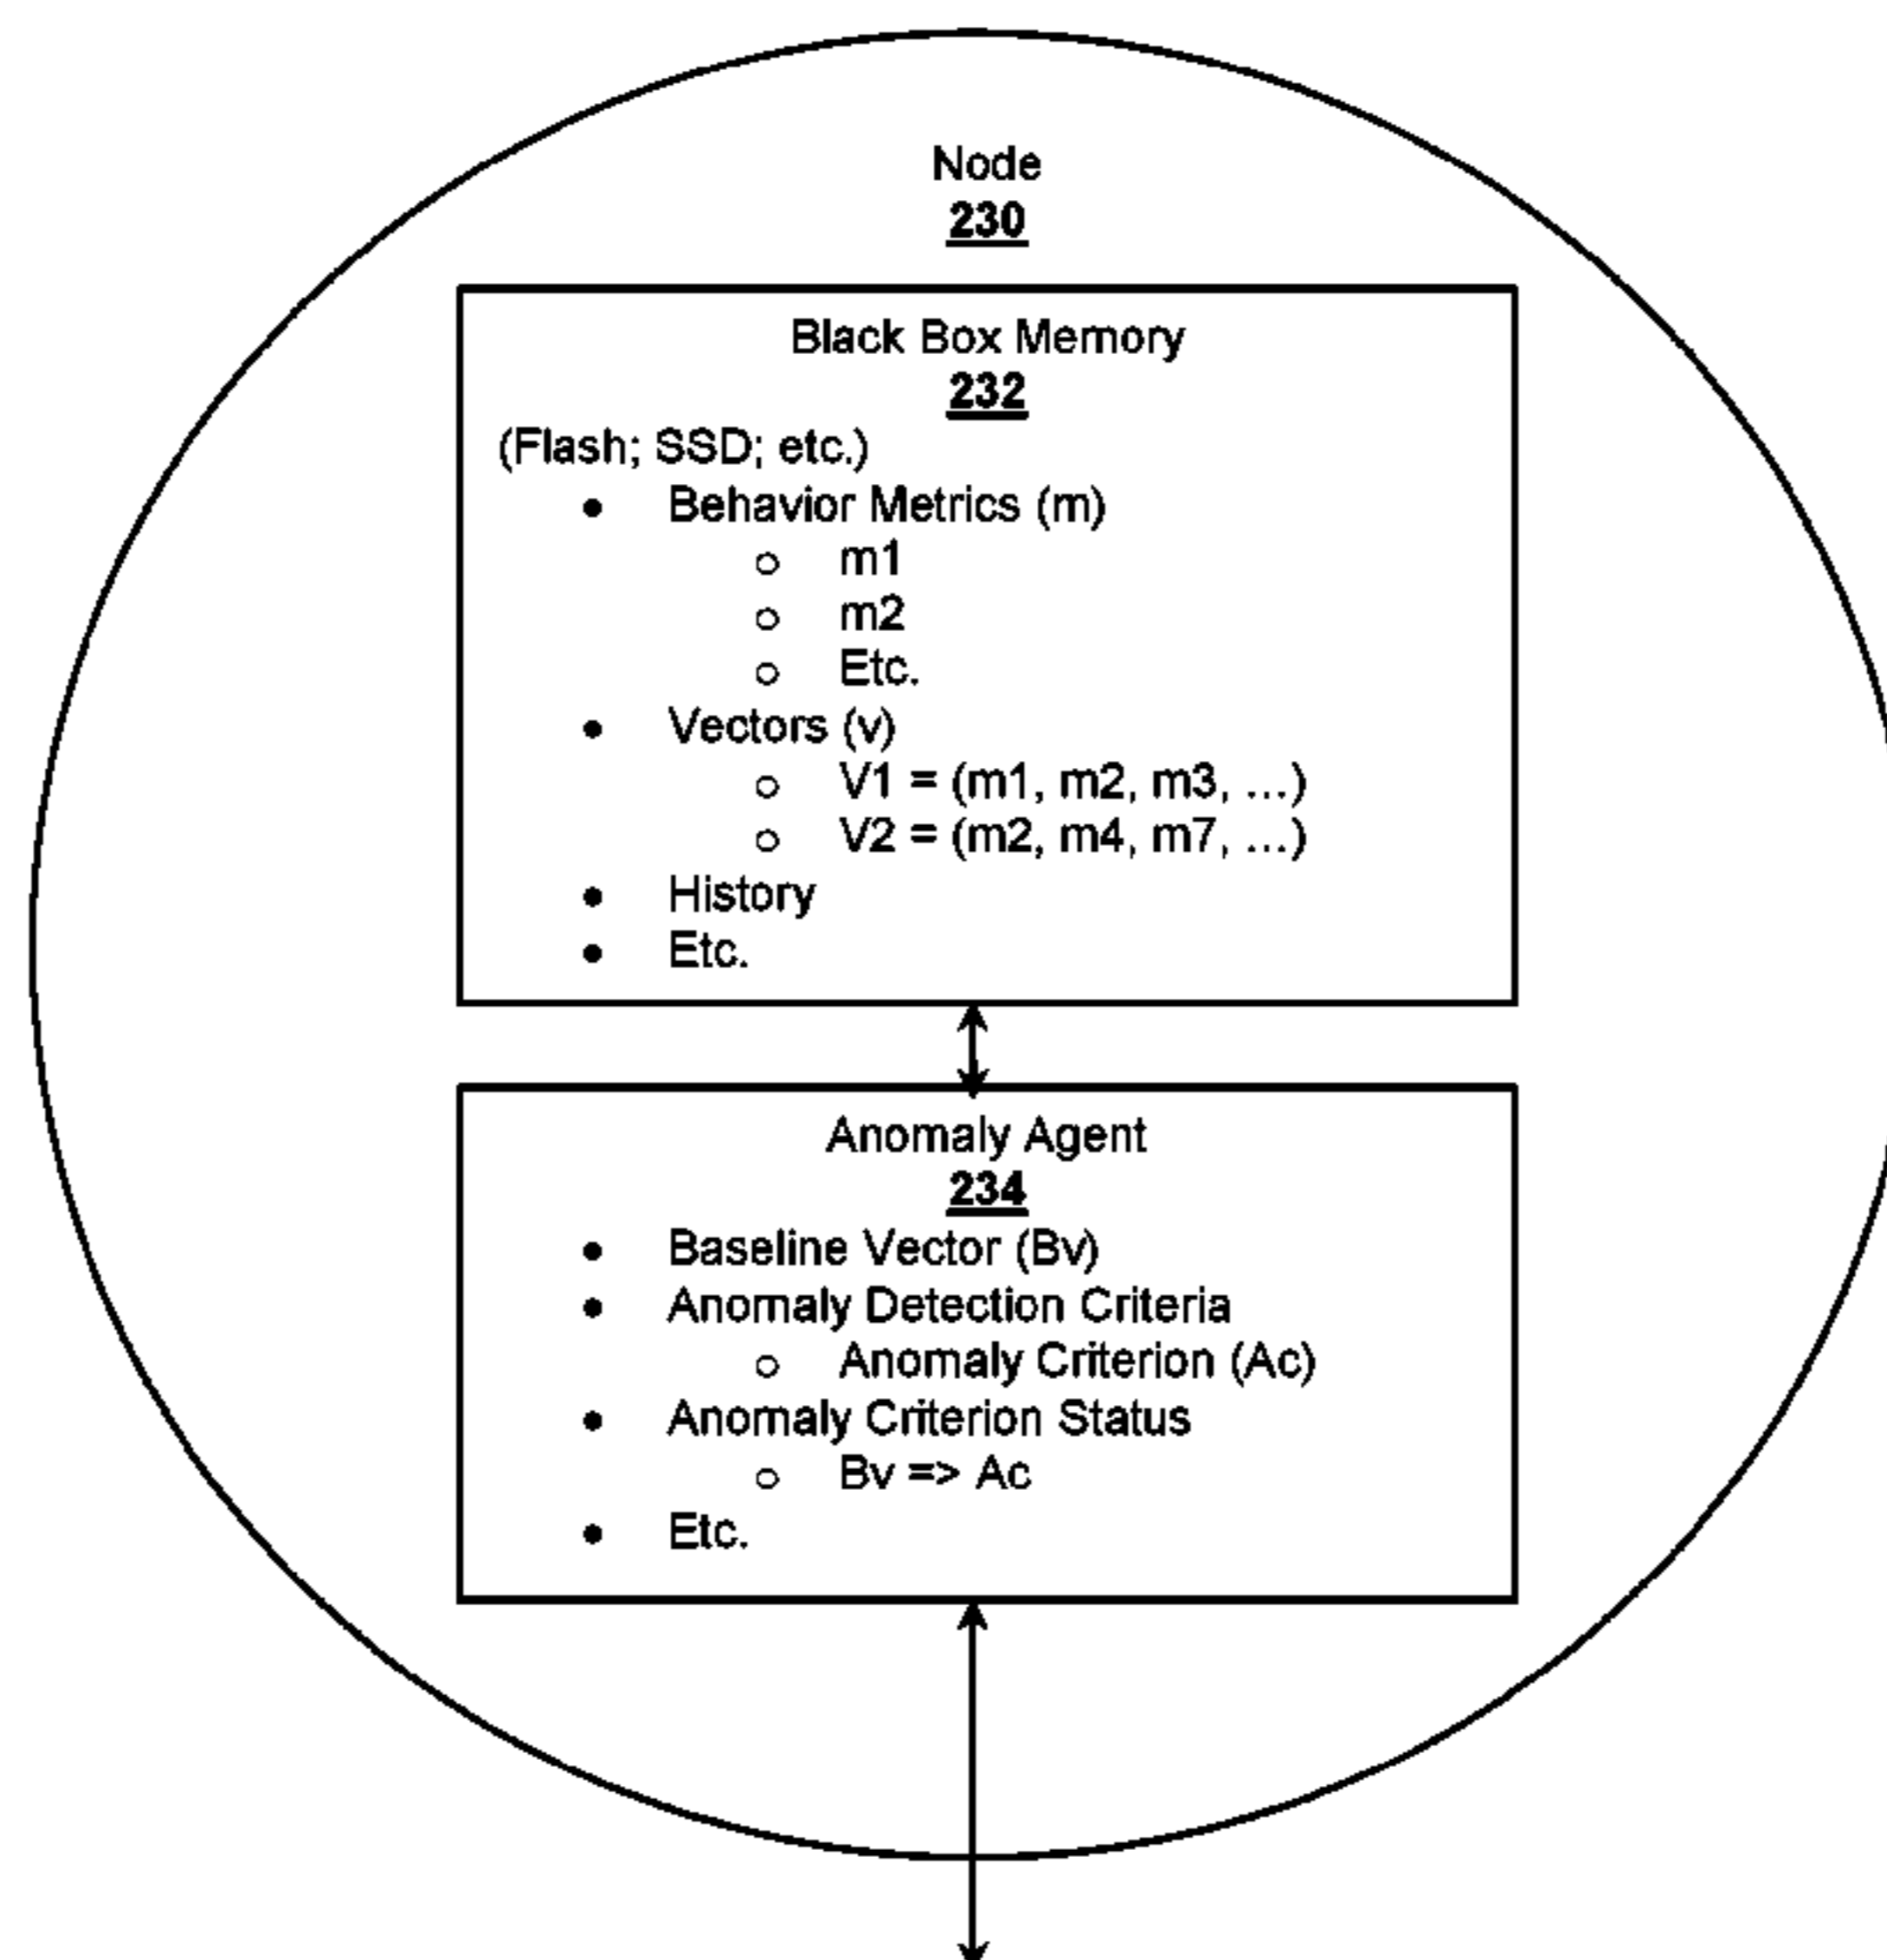 Node
230
Black Box Memory
232
(Flash; SSD; etc.)
• Behavior Metrics (m)
○ m1
○ m2
○ Etc.
• Vectors (v)
○ V1 = (m1, m2, m3, ...)
○ V2 = (m2, m4, m7, ...)
• History
• Etc.
Anomaly Agent
234
• Baseline Vector (Bv)
• Anomaly Detection Criteria
○ Anomaly Criterion (Ac)
• Anomaly Criterion Status
○ Bv => Ac
• Etc.